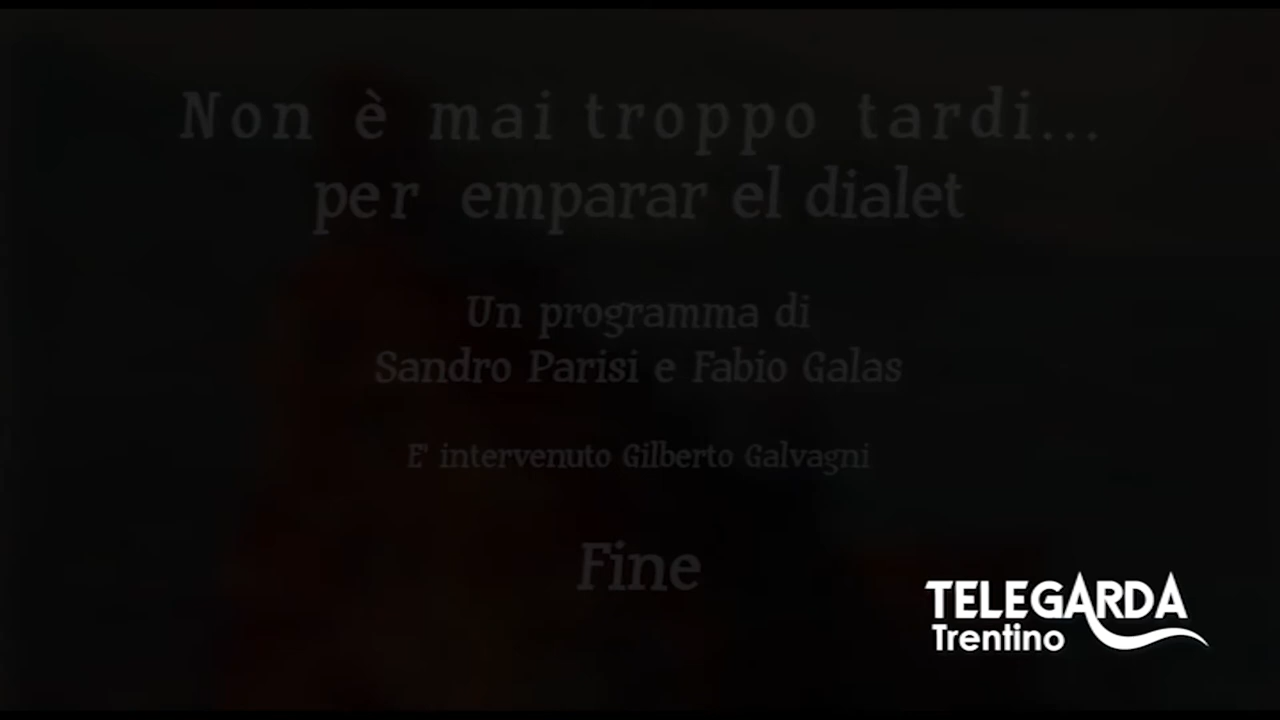 Non è mai troppo tardi...
per emparar el dialet
Un programma di
Sandro Parisi e Fabio Galas
E' intervenuto Gilberto Galvagni
Fine
TELEGARDA
Trentino